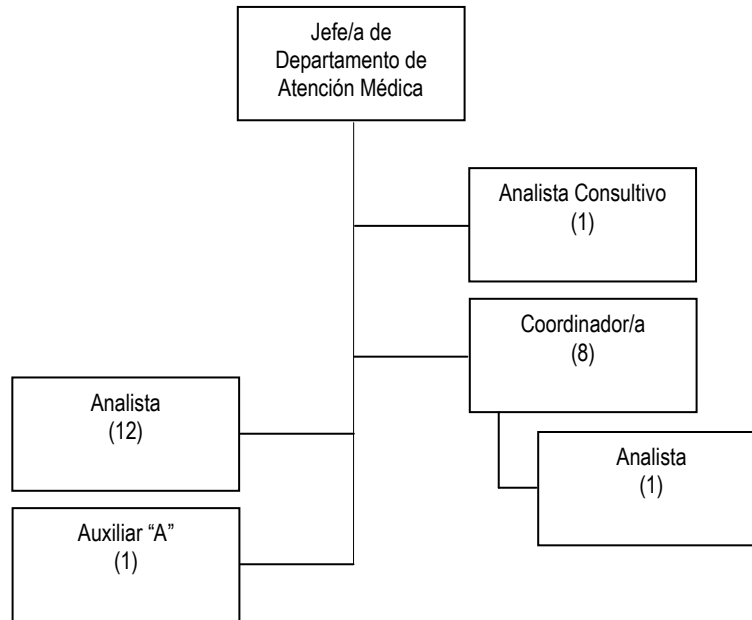 Jefe/a de
Departamento de
Atención Médica
Analista Consultivo
(1)
Coordinador/a
(8)
Analista
(12)
Analista
(1)
Auxiliar “A”
(1)